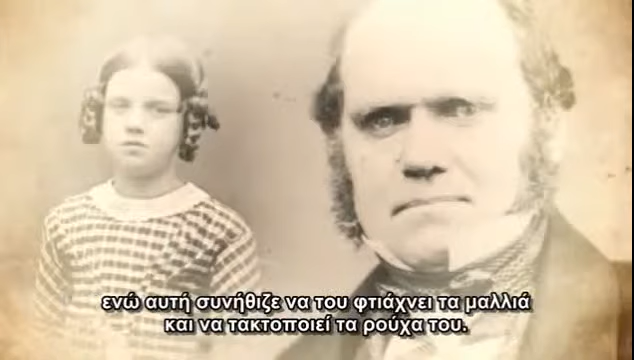 ενώ αυτή συνήθιζε να του φτιάχνει τα μαλλιά
και να τακτοποιεί τα ρούχα του.